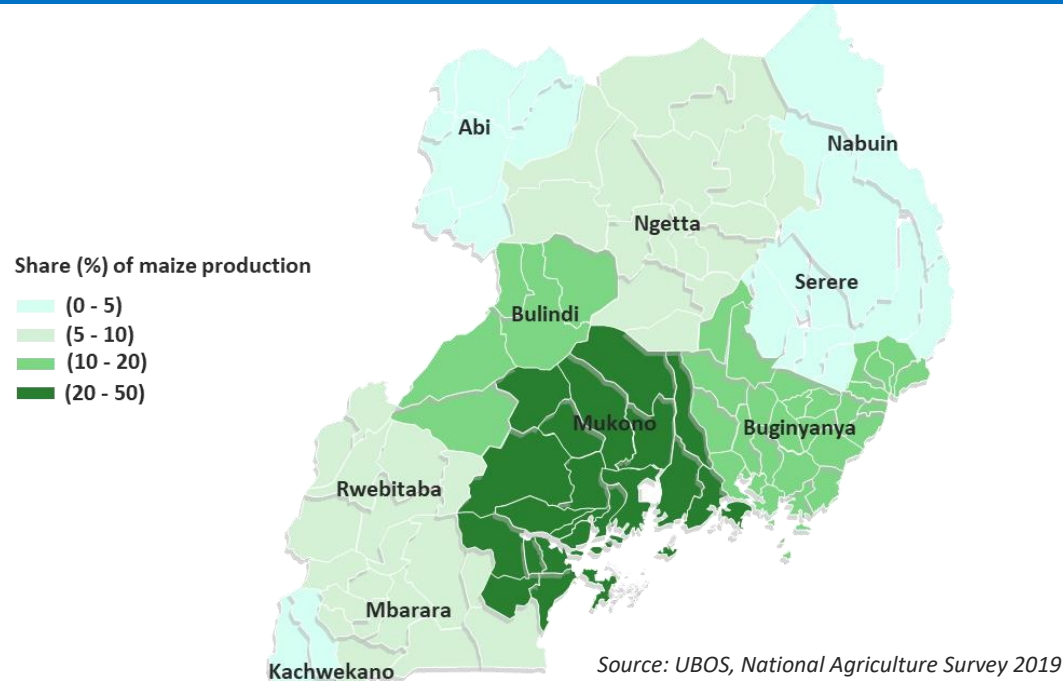 Abi
Nabuin
Ngetta
Share (%) of maize production
(0 - 5)
(5 - 10)
(10 - 20)
(20 - 50)
Serere
Bulindi
Mukono
Buginyanya
Rwebitaba
Mbarara
Kachwekano
Source: UBOS, National Agriculture Survey 2019